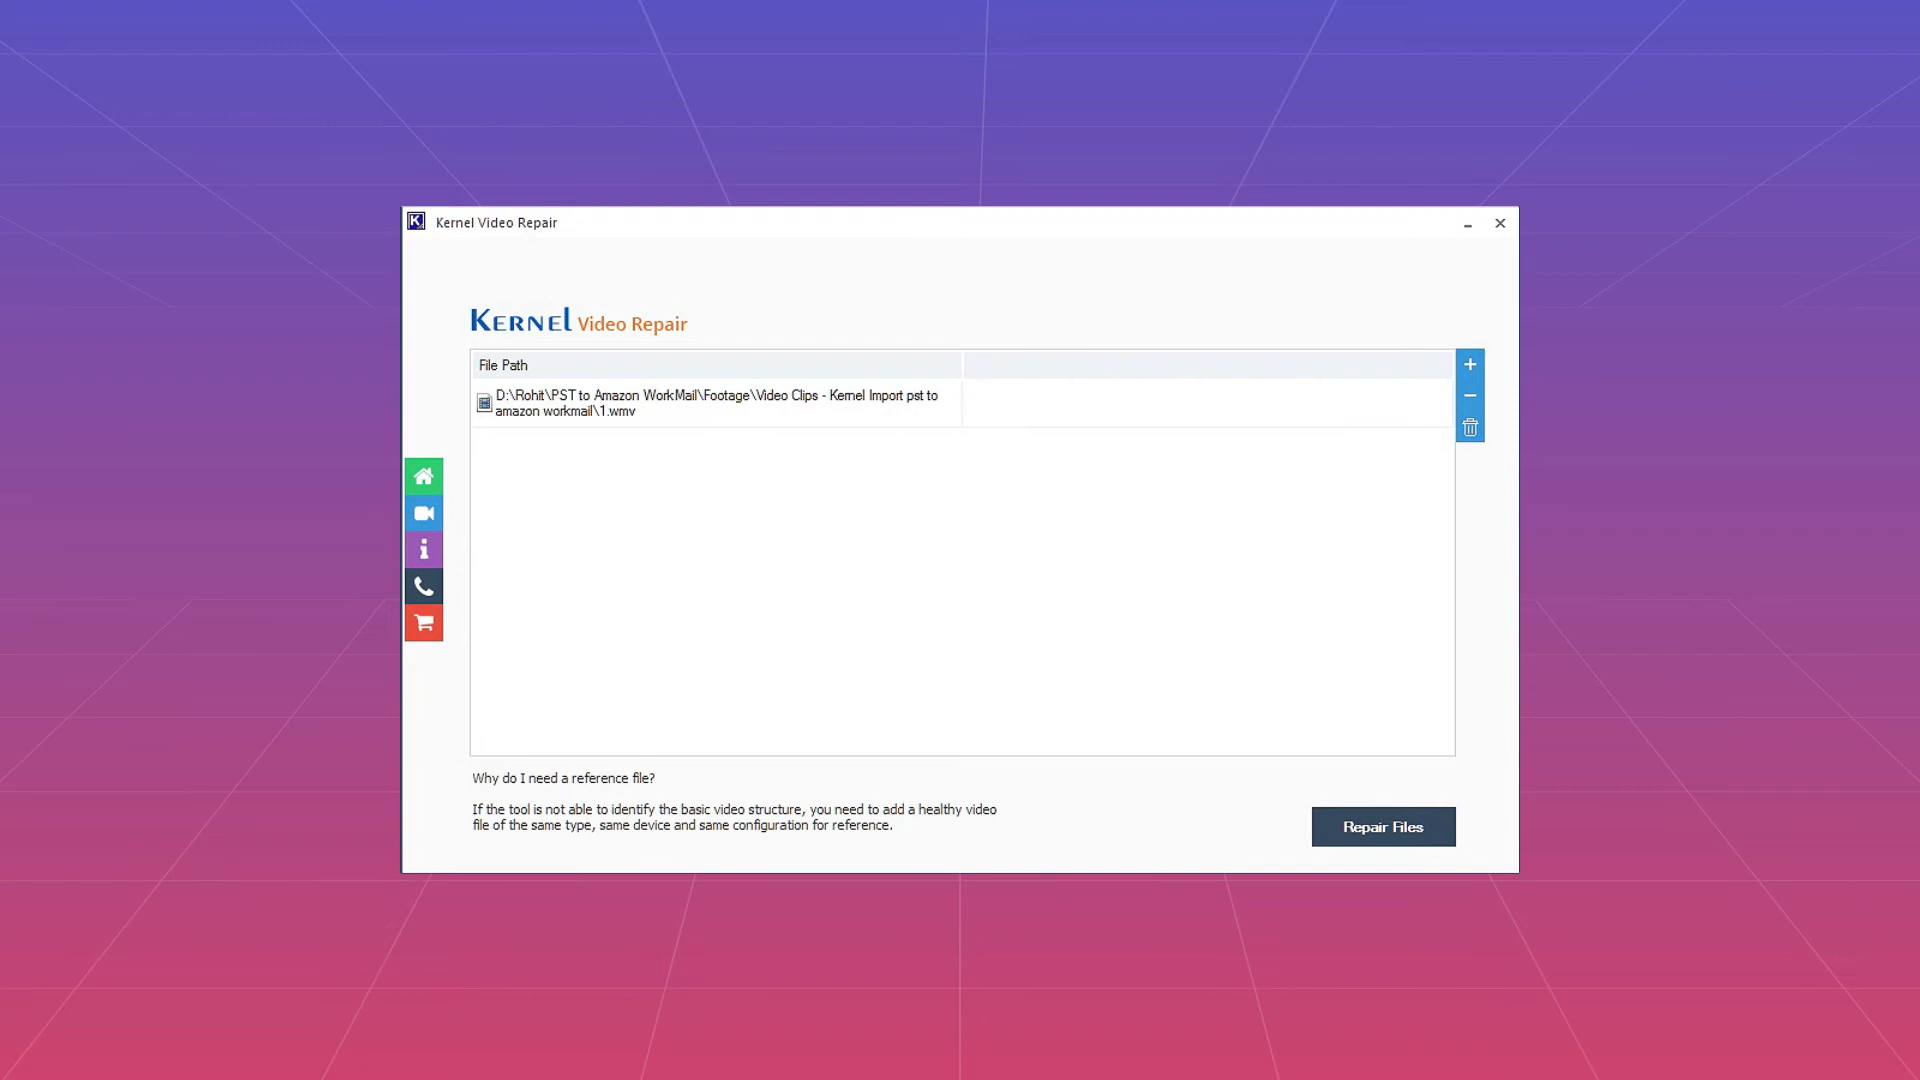 Kernel Video Repair
KERNEL Video Repair
File Path
D:\Rohit\PST to Amazon WorkMail\Footage\Video Clips - Kernel Import pst to
amazon workmail\1.wmv
Why do I need a reference file?
If the tool is not able to identify the basic video structure, you need to add a healthy video
file of the same type, same device and same configuration for reference.
Repair Files